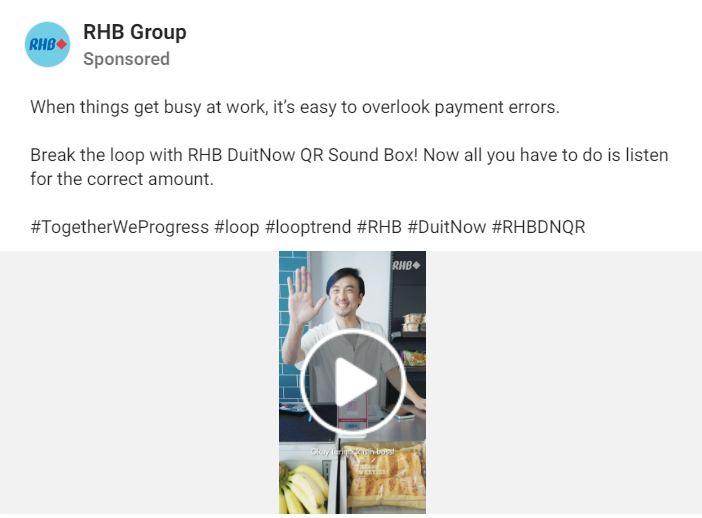 RHB
RHB Group
Sponsored
When things get busy at work, it's easy to overlook payment errors.
Break the loop with RHB DuitNow QR Sound Box! Now all you have to do is listen
for the correct amount.
#TogetherWeProgress #loop #looptrend #RHB #DuitNow #RHBDNQR
RHB
Okay